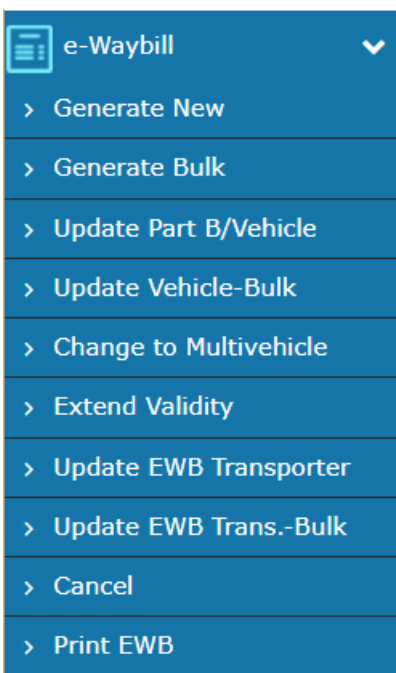 e-Waybill
Generate New
Generate Bulk
Update Part B/Vehicle
Update Vehicle-Bulk
Change to Multivehicle
Extend Validity
Update EWB Transporter
Update EWB Trans.-Bulk
Cancel
Print EWB